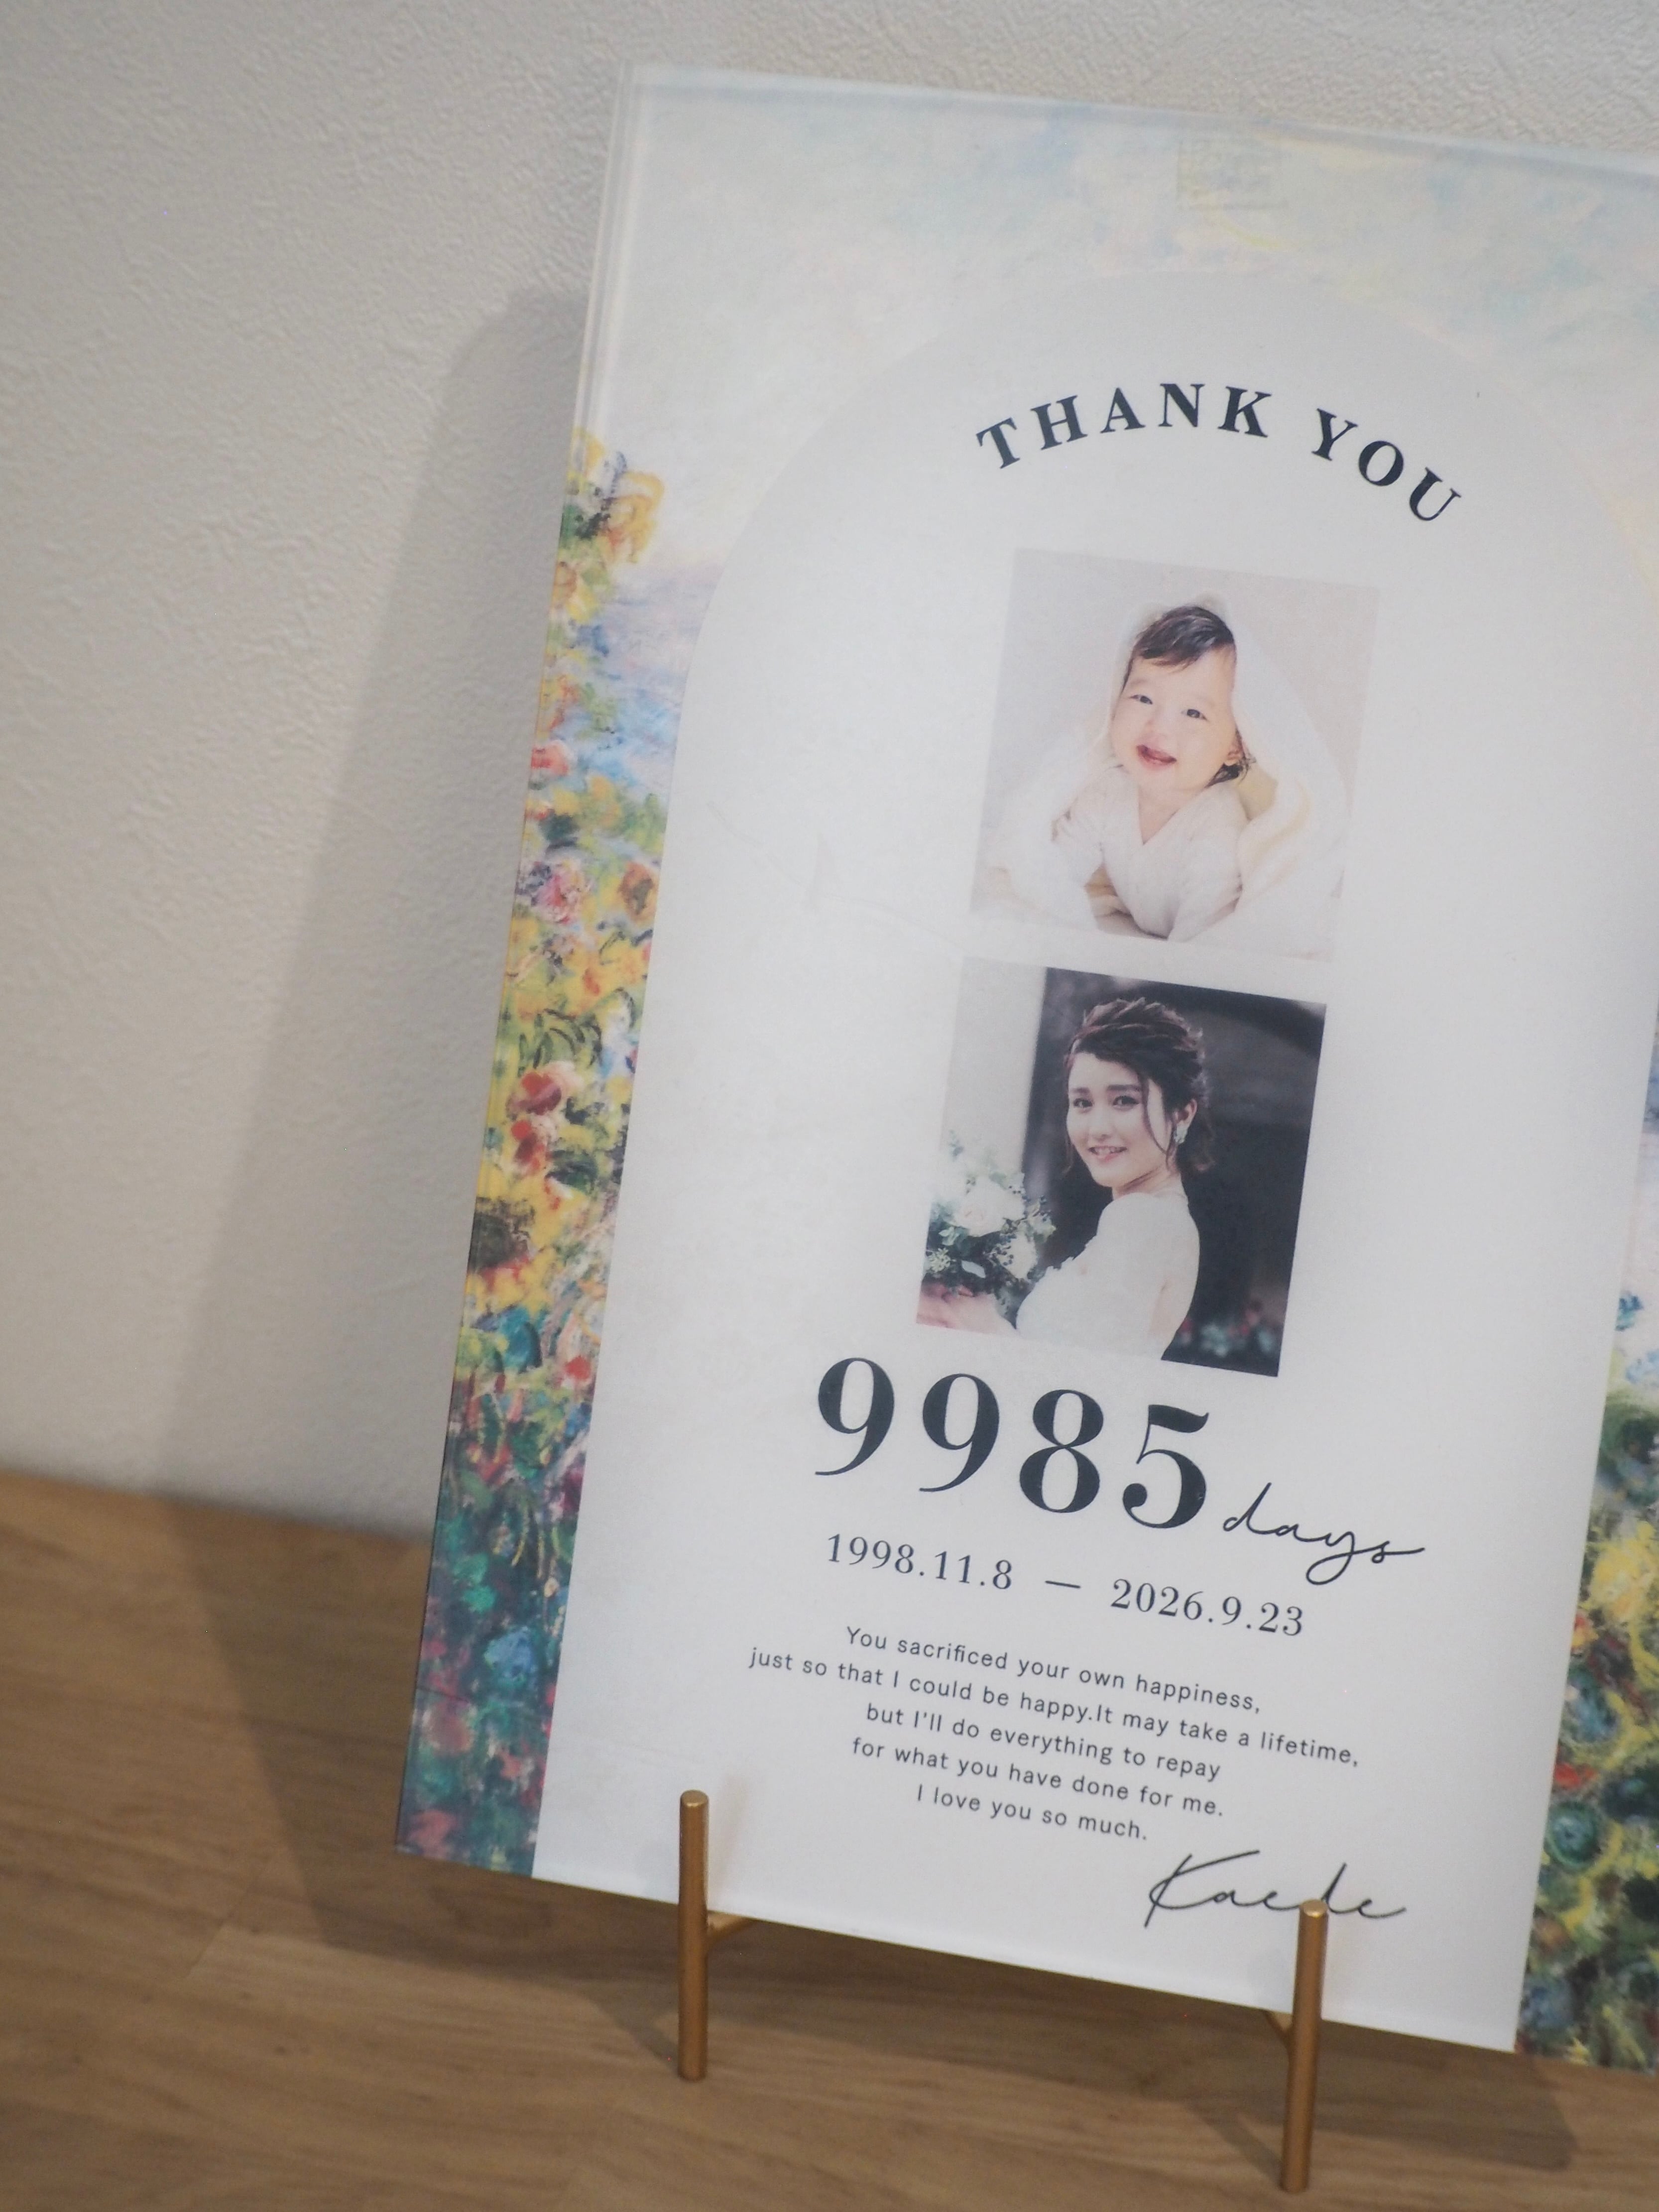 THANK YOU
9985 days
1998.11.8 — 2026.9.23
You sacrificed your own happiness,
just so that I could be happy.It may take a lifetime,
but I'll do everything to repay
for what you have done for me.
I love you so much.
Kaede